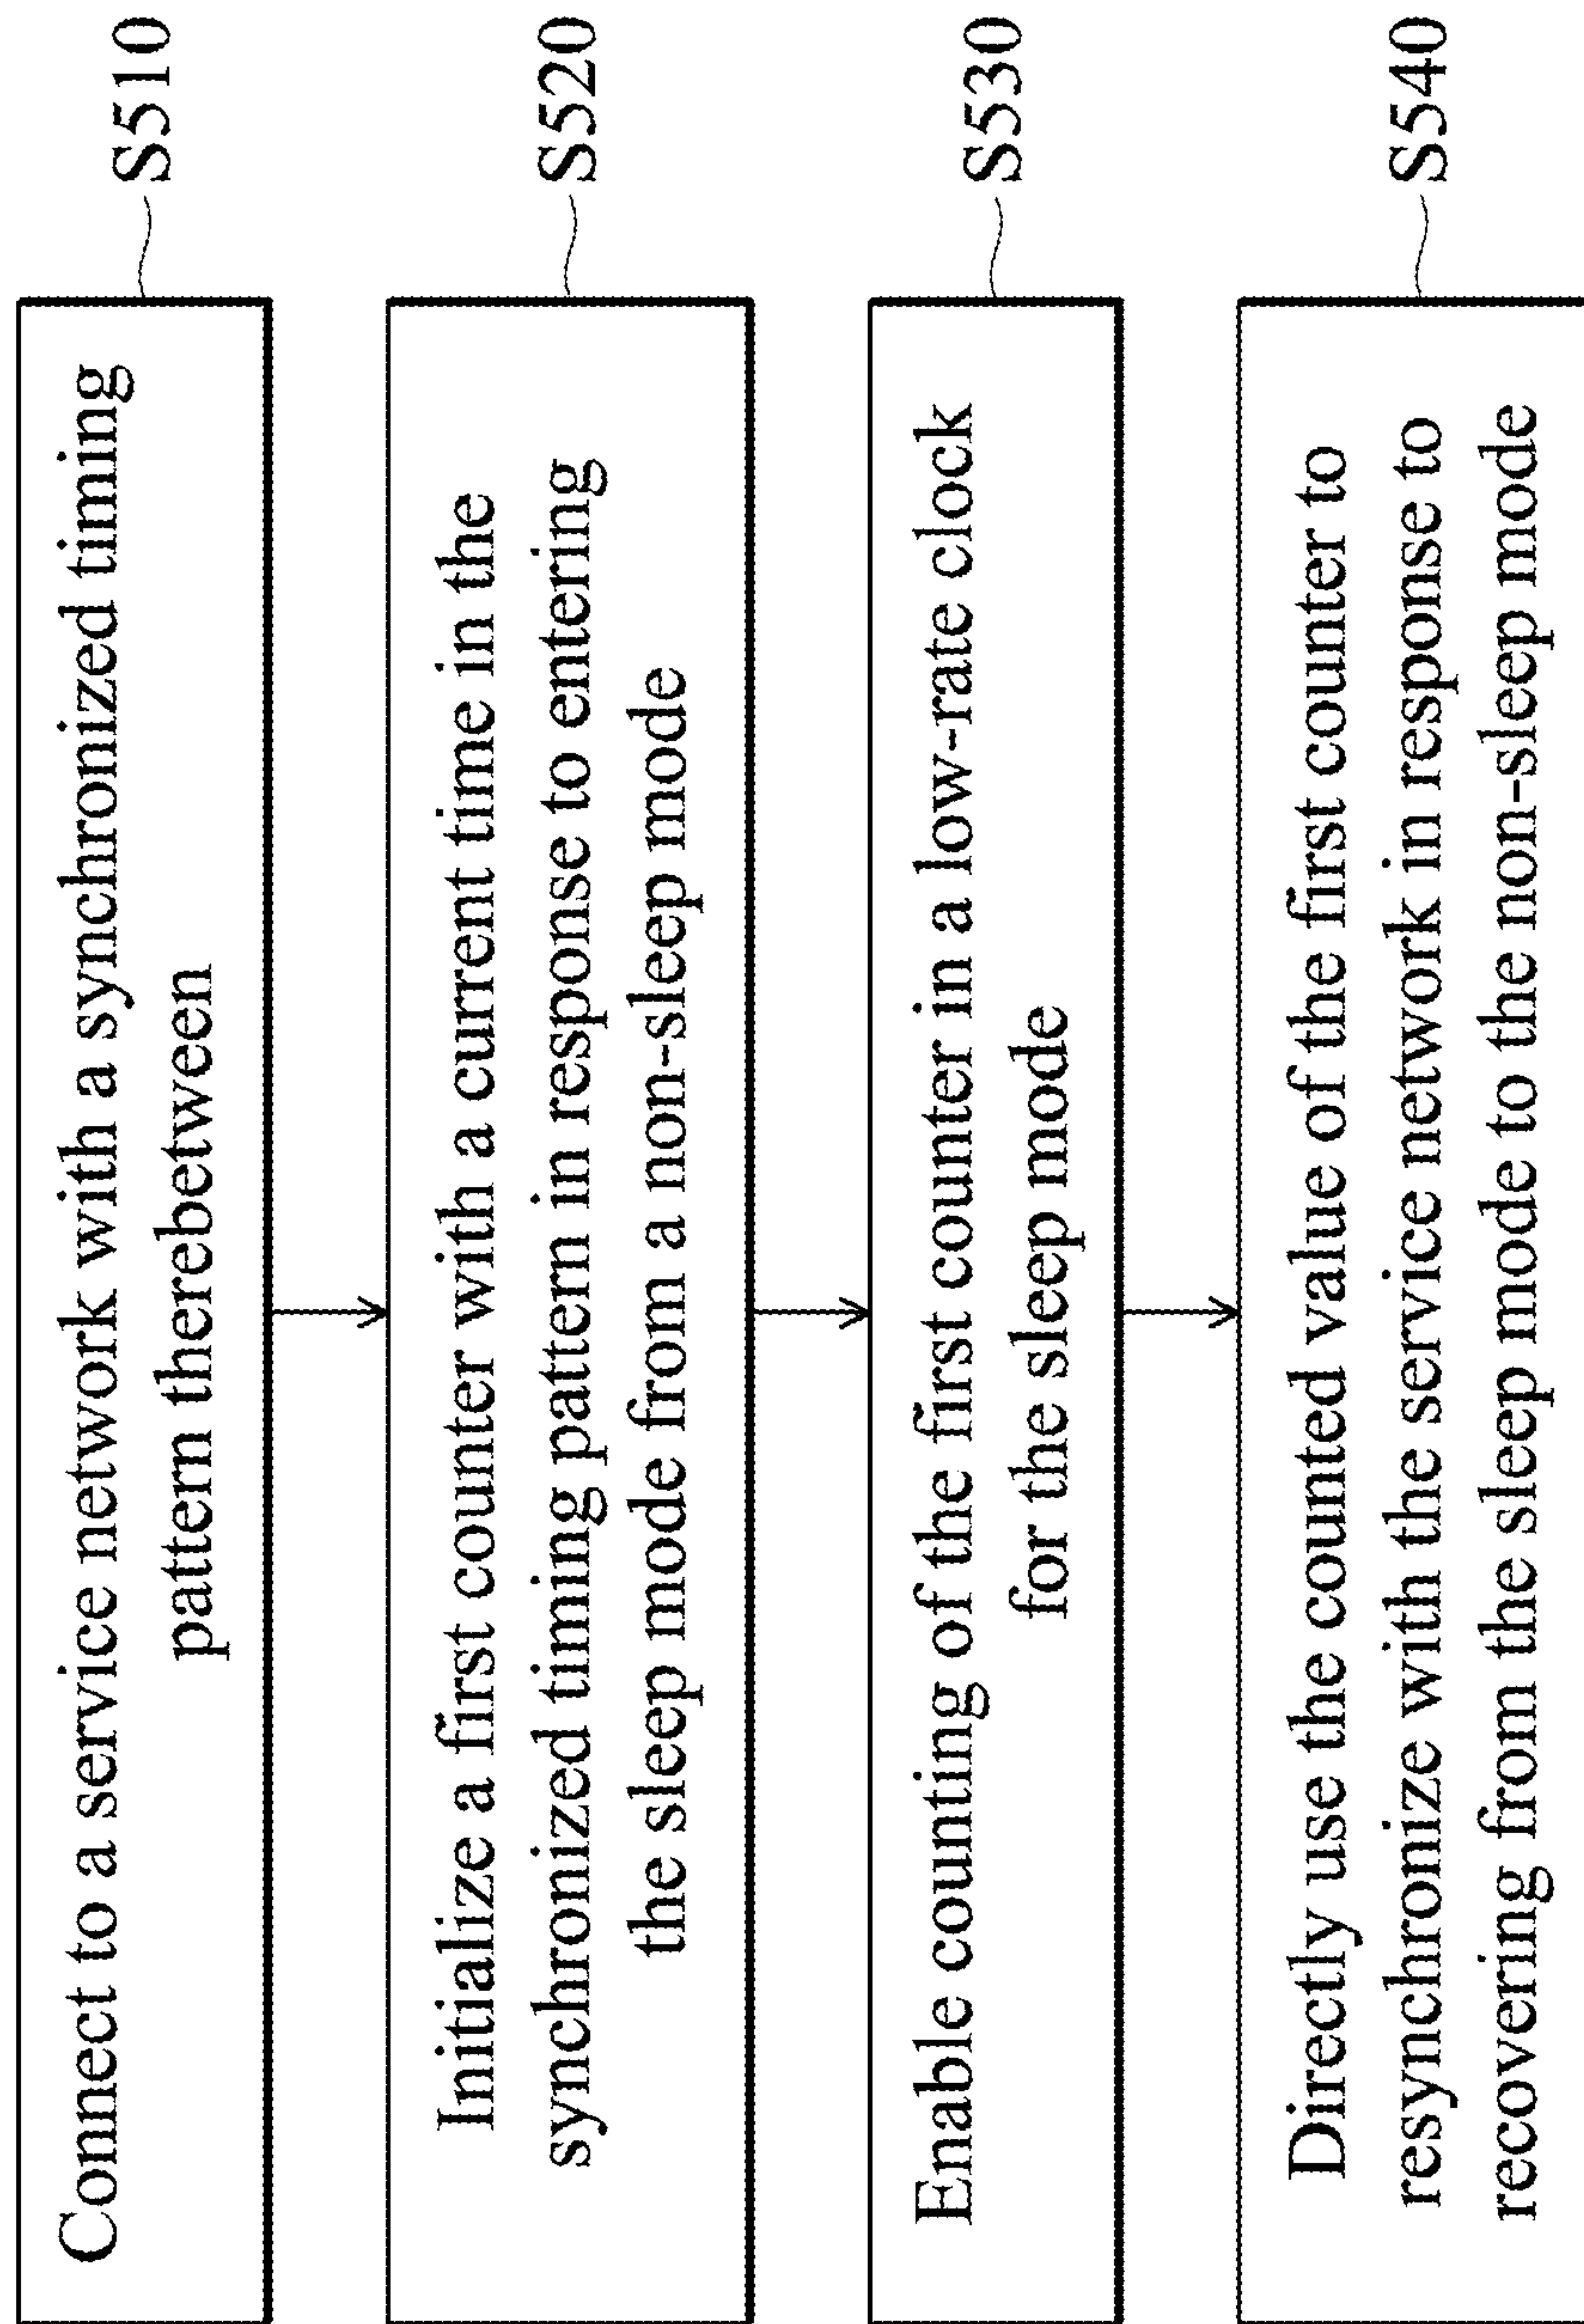 Connect to a service network with a synchronized timing
pattern therebetween
S510
Initialize a first counter with a current time in the
synchronized timing pattern in response to entering
the sleep mode from a non-sleep mode
S520
Enable counting of the first counter in a low-rate clock
for the sleep mode
S530
Directly use the counted value of the first counter to
resynchronize with the service network in response to
recovering from the sleep mode to the non-sleep mode
S540